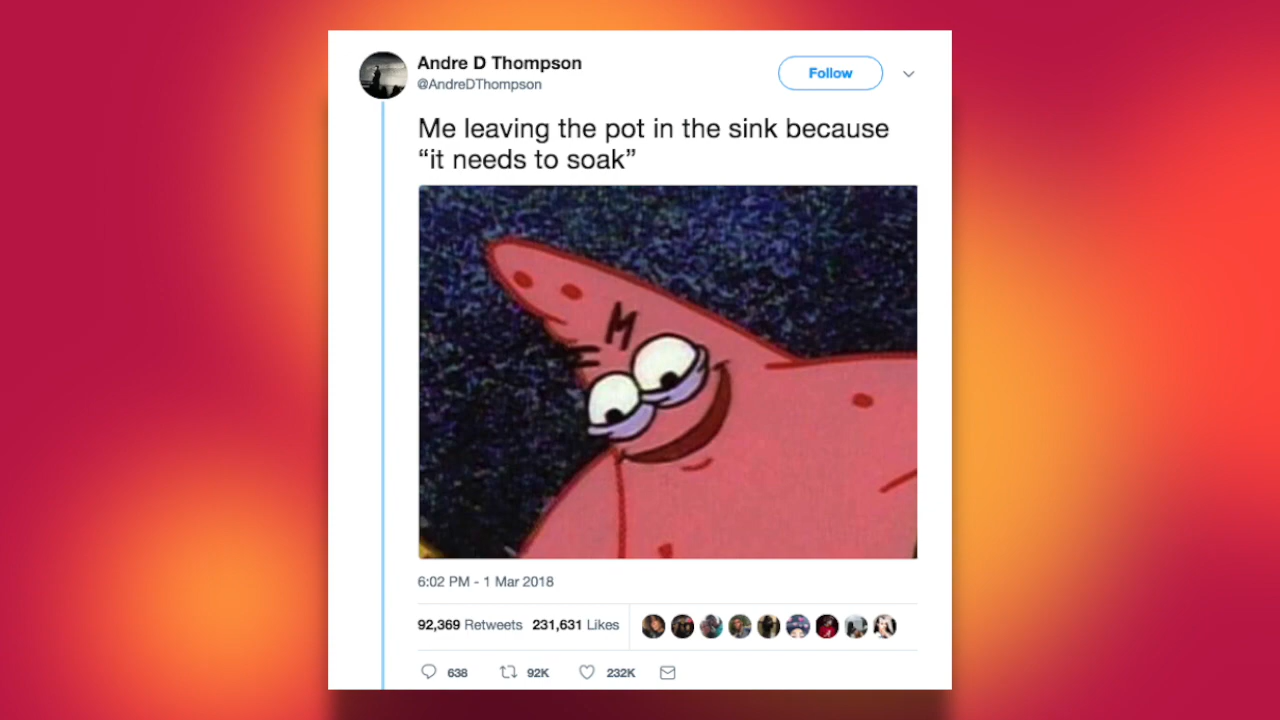 Andre D Thompson
@AndreDThompson
Follow
Me leaving the pot in the sink because
“it needs to soak”
6:02 PM - 1 Mar 2018
92,369 Retweets 231,631 Likes
638 92K 232K